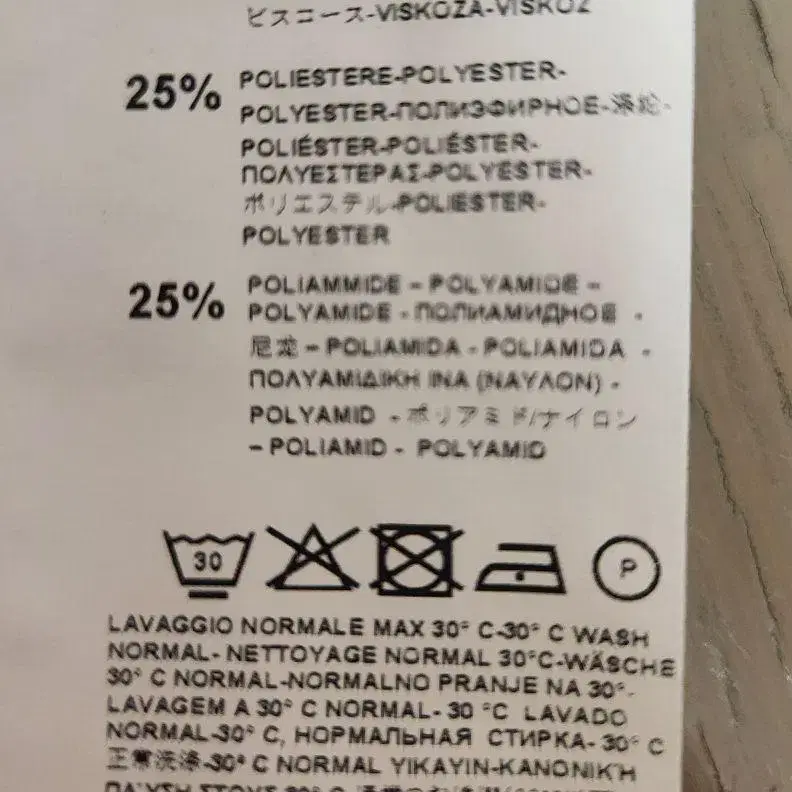 ビスコース-VISKOZA-VISKOZ
25% POLIESTERE-POLYESTER-
POLYESTER-ПОЛИЭФИРНОЕ-涤纶-
POLIÉSTER-POLIÉSTER-
ΠΟΛΥΕΣΤΕΡΑΣ-POLYESTER-
ポリエステル-POLIESTER-
POLYESTER
25% POLIAMMIDE – POLYAMIDE –
POLYAMIDE - ПОЛИАМИДНОЕ -
尼龙 – POLIAMIDA - POLIAMIDA -
ΠΟΛΥΑΜΙΔΙΚΗ ΙΝΑ (ΝΑΥΛΟΝ) -
POLYAMID - ポリアミド/ナイロン
– POLIAMID - POLYAMID
30 P
LAVAGGIO NORMALE MAX 30° C-30° C WASH
NORMAL- NETTOYAGE NORMAL 30°C-WÄSCHE
30° C NORMAL-NORMALNO PRANJE NA 30°-
LAVAGEM A 30° C NORMAL- 30 °C LAVADO
NORMAL-30° C, НОРМАЛЬНАЯ СТИРКА- 30° C
正常洗涤-30° C NORMAL YIKAYIN-ΚΑΝΟΝΙΚΉ